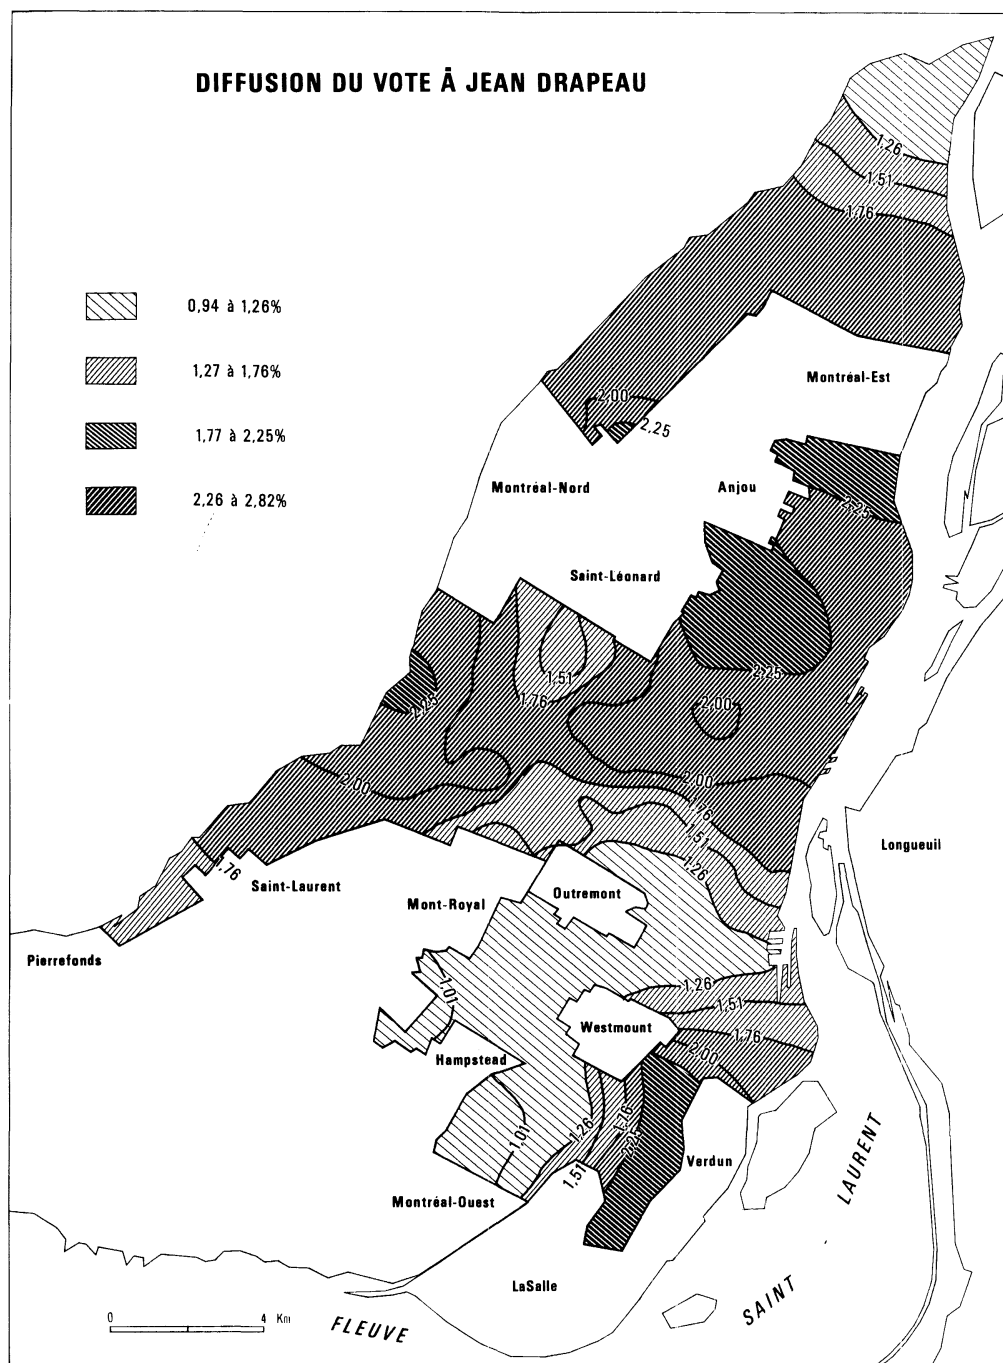 DIFFUSION DU VOTE À JEAN DRAPEAU
0,94 à 1,26%
1,27 à 1,76%
1,77 à 2,25%
2,26 à 2,82%
1,26
1,51
1,76
Montréal-Est
2,00
2,25
Montréal-Nord
Anjou
2,25
Saint-Léonard
2,25
1,51
1,76
2,25
2,00
2,00
2,00
1,76
1,51
1,26
Longueuil
1,76
Saint-Laurent
Outremont
Mont-Royal
Pierrefonds
1,01
1,26
1,51
Westmount
1,76
Hampstead
2,00
1,01
1,26
1,76
2,25
1,51
Verdun
Montréal-Ouest
LaSalle
0 4 Km
FLEUVE SAINT LAURENT